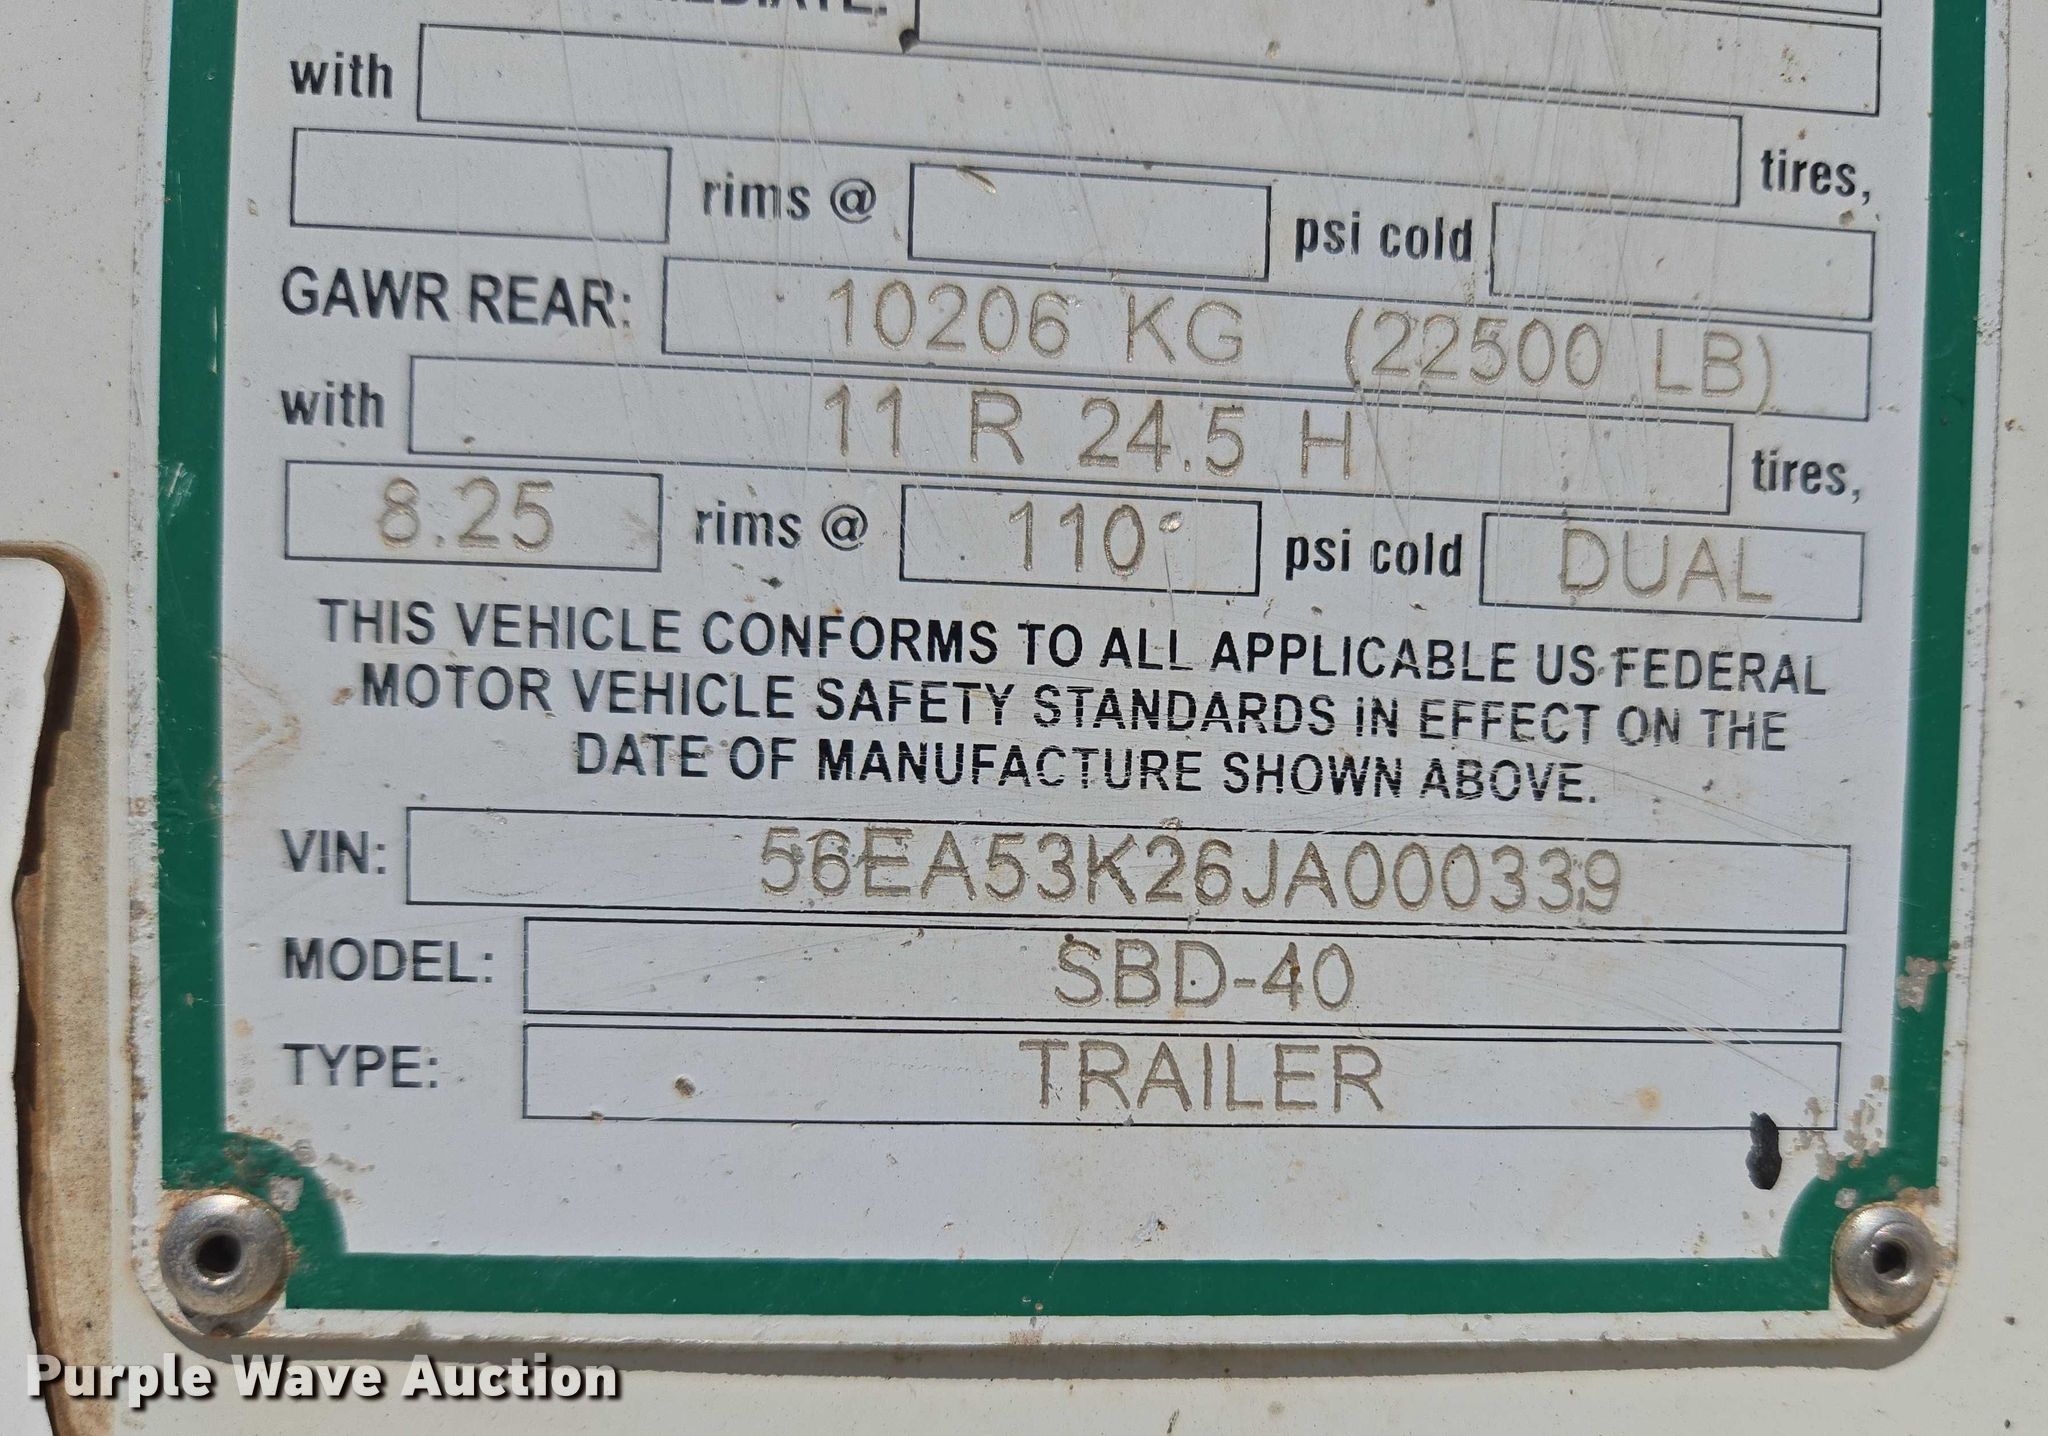 with
tires,
rims @ psi cold
GAWR REAR: 10206 KG (22500 LB)
with 11 R 24.5 H tires,
8.25 rims @ 110 psi cold DUAL
THIS VEHICLE CONFORMS TO ALL APPLICABLE US FEDERAL
MOTOR VEHICLE SAFETY STANDARDS IN EFFECT ON THE
DATE OF MANUFACTURE SHOWN ABOVE.
VIN: 56EA53K26JA000339
MODEL: SBD-40
TYPE: TRAILER
Purple Wave Auction